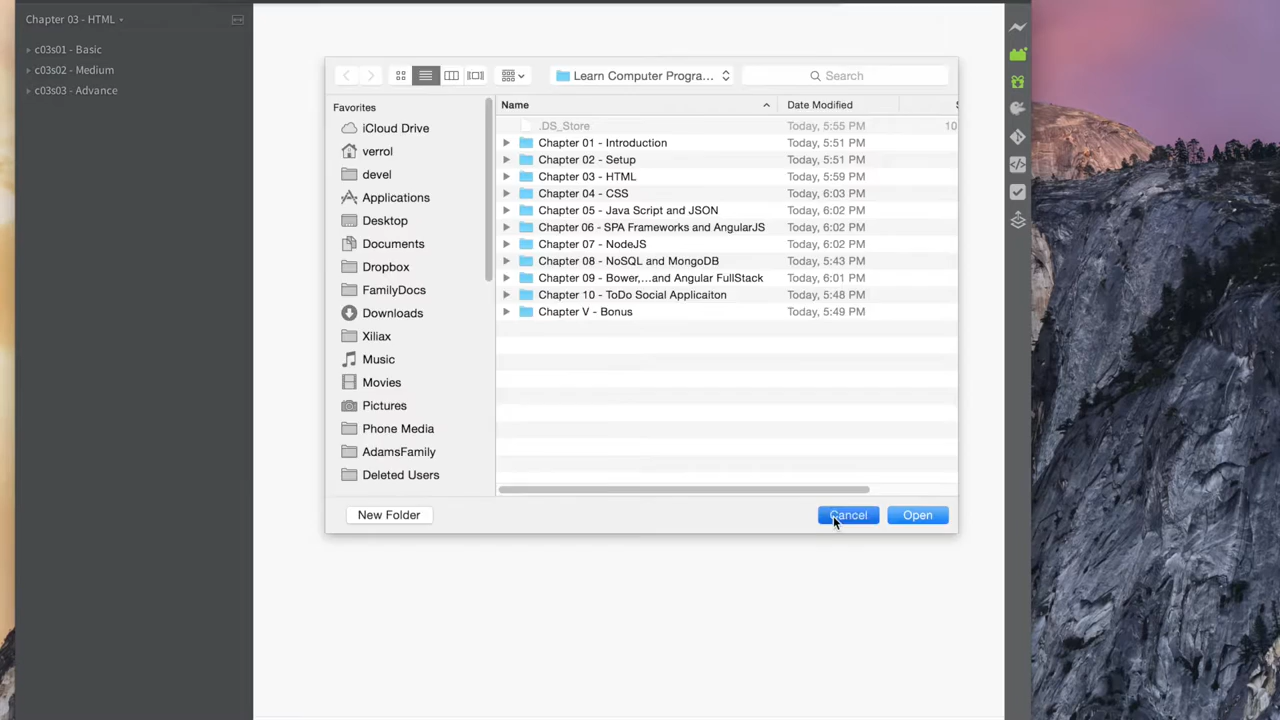 Chapter 03 - HTML
c03s01 - Basic
c03s02 - Medium
c03s03 - Advance
Learn Computer Progra...
Search
Favorites
iCloud Drive
verrol
devel
Applications
Desktop
Documents
Dropbox
FamilyDocs
Downloads
Xiliax
Music
Movies
Pictures
Phone Media
AdamsFamily
Deleted Users
Name Date Modified
.DS_Store Today, 5:55 PM 10
Chapter 01 - Introduction Today, 5:51 PM
Chapter 02 - Setup Today, 5:51 PM
Chapter 03 - HTML Today, 5:59 PM
Chapter 04 - CSS Today, 6:03 PM
Chapter 05 - Java Script and JSON Today, 6:02 PM
Chapter 06 - SPA Frameworks and AngularJS Today, 6:02 PM
Chapter 07 - NodeJS Today, 6:02 PM
Chapter 08 - NoSQL and MongoDB Today, 5:43 PM
Chapter 09 - Bower,...and Angular FullStack Today, 6:01 PM
Chapter 10 - ToDo Social Applicaiton Today, 5:48 PM
Chapter V - Bonus Today, 5:49 PM
New Folder Cancel Open